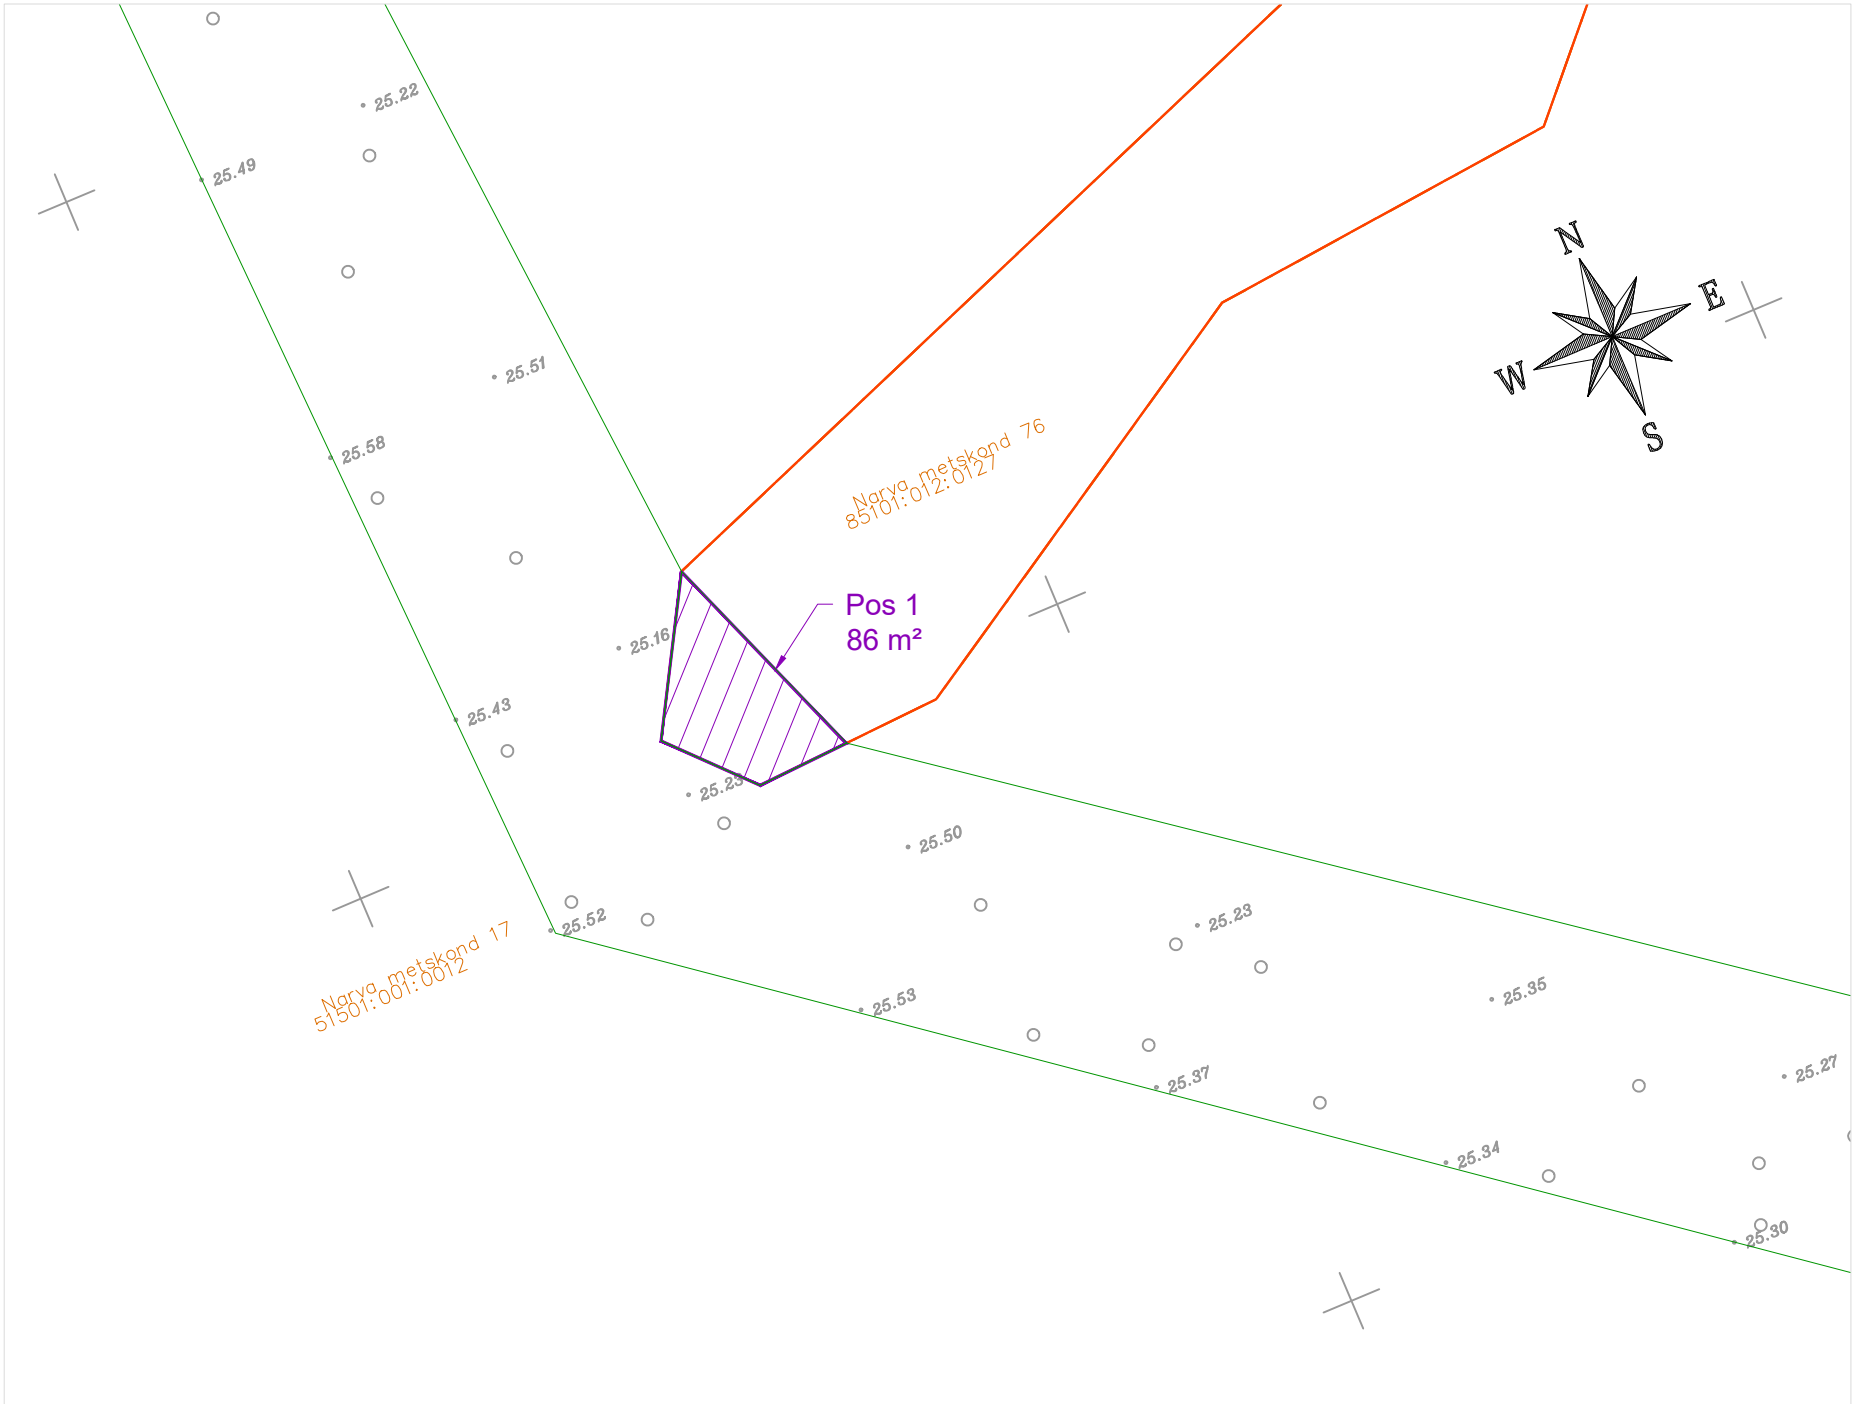 25.22
25.49
N
E
25.51
W
Narva metskond 76
85101:012:0127
S
25.58
Pos 1
86 m²
25.16
25.43
25.23
25.50
25.52
25.23
Narva metskond 17
51501:001:0012
25.53
25.35
25.37
25.27
25.34
25.30